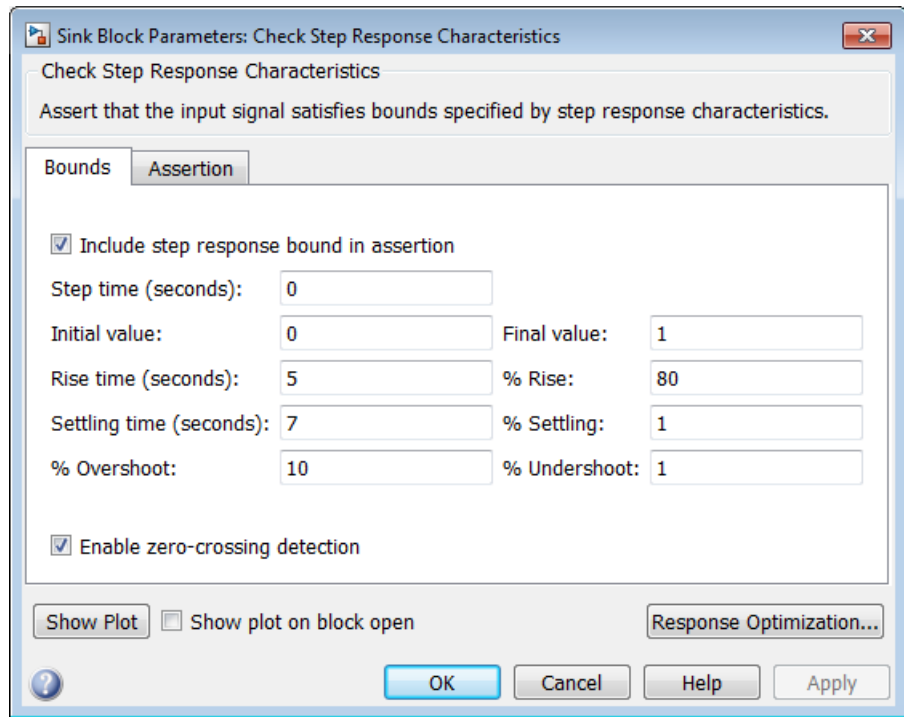 Sink Block Parameters: Check Step Response Characteristics
Check Step Response Characteristics
Assert that the input signal satisfies bounds specified by step response characteristics.
Bounds Assertion
Include step response bound in assertion
Step time (seconds): 0
Initial value: 0 Final value: 1
Rise time (seconds): 5 % Rise: 80
Settling time (seconds): 7 % Settling: 1
% Overshoot: 10 % Undershoot: 1
Enable zero-crossing detection
Show Plot Show plot on block open Response Optimization...
? OK Cancel Help Apply